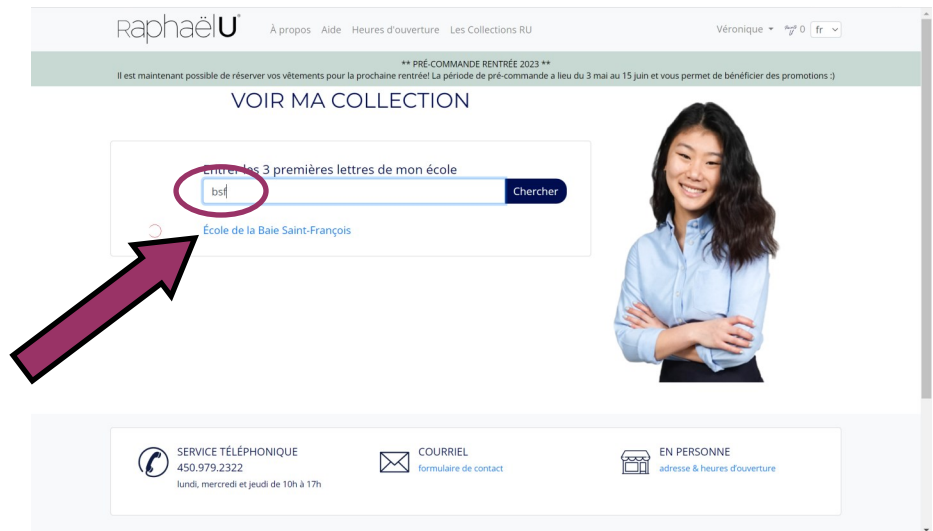 Raphaël U
À propos Aide Heures d'ouverture Les Collections RU Véronique 0 fr
** PRÉ-COMMANDE RENTRÉE 2023 **
Il est maintenant possible de réserver vos vêtements pour la prochaine rentrée! La période de pré-commande a lieu du 3 mai au 15 juin et vous permet de bénéficier des promotions :)
VOIR MA COLLECTION
Entrer les 3 premières lettres de mon école
bsf Chercher
École de la Baie Saint-François
SERVICE TÉLÉPHONIQUE
450.979.2322
lundi, mercredi et jeudi de 10h à 17h
COURRIEL
formulaire de contact
EN PERSONNE
adresse & heures d'ouverture